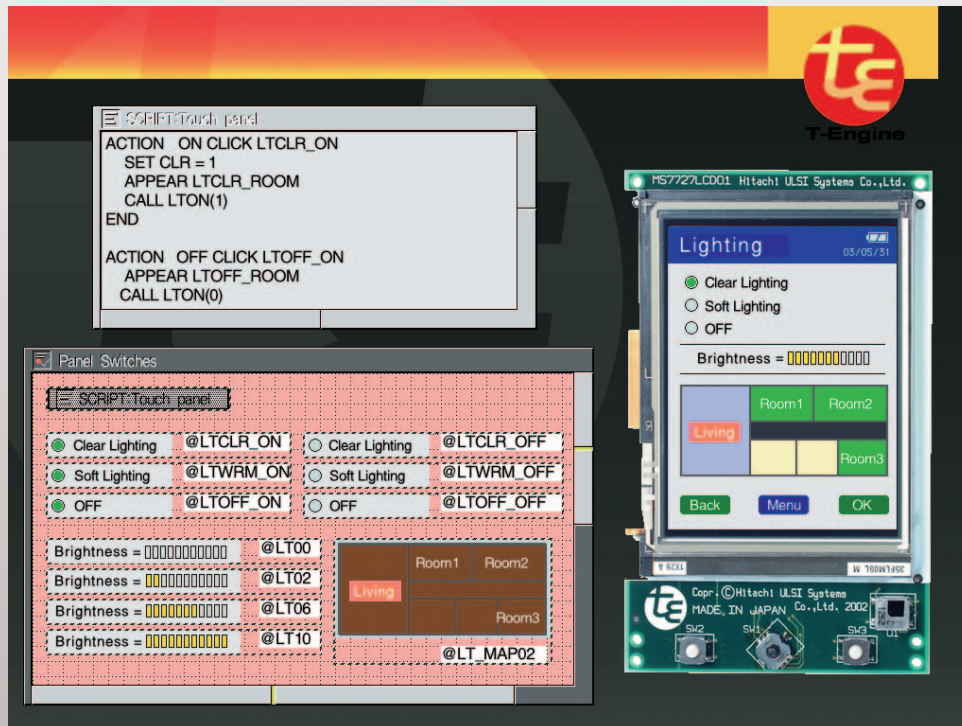 te
T-Engine
SCRIPT:Touch panel
ACTION ON CLICK LTCLR_ON
SET CLR = 1
APPEAR LTCLR_ROOM
CALL LTON(1)
END
ACTION OFF CLICK LTOFF_ON
APPEAR LTOFF_ROOM
CALL LTON(0)
Panel Switches
SCRIPT:Touch panel
Clear Lighting @LTCLR_ON Clear Lighting @LTCLR_OFF
Soft Lighting @LTWRM_ON Soft Lighting @LTWRM_OFF
OFF @LTOFF_ON OFF @LTOFF_OFF
Brightness = @LT00
Brightness = @LT02
Brightness = @LT06
Brightness = @LT10
Room1 Room2
Living
Room3
@LT_MAP02
MS7727LCD01 Hitachi ULSI Systems Co.,Ltd.
Lighting
03/05/31
Clear Lighting
Soft Lighting
OFF
Brightness =
Room1 Room2
Living
Room3
Back Menu OK
1X26 A
te
Copr. ©Hitachi ULSI Systems
Co.,Ltd. 2002
MADE IN JAPAN
SW2 SW1 SW3 U1